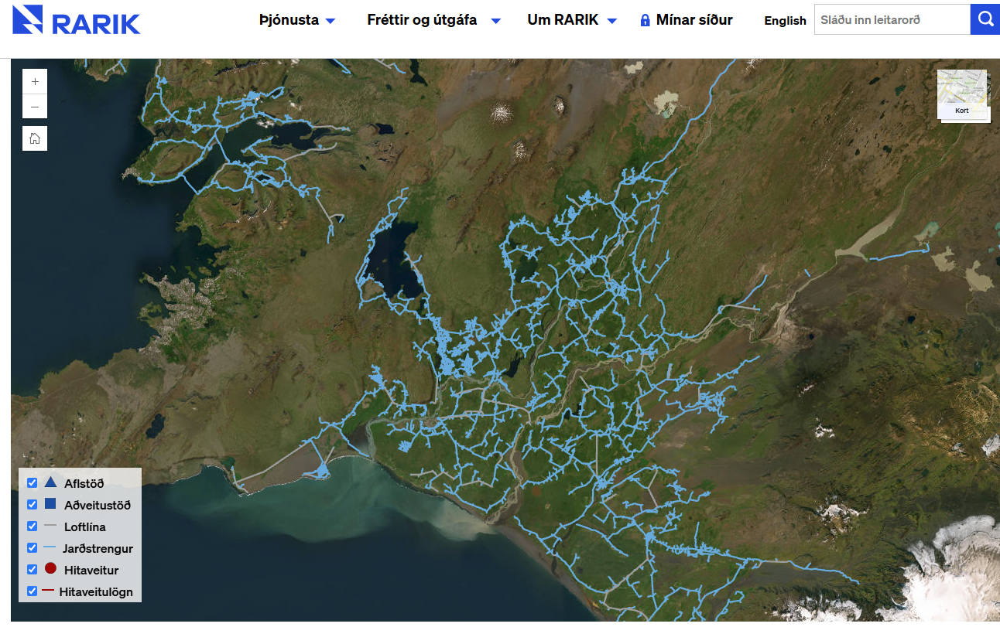 RARIK
Þjónusta
Fréttir og útgáfa
Um RARIK
Mínar síður
English
Sláðu inn leitarorð
+
−
Kort
Aflstöð
Aðveitustöð
Loftlína
Jarðstrengur
Hitaveitur
Hitaveitulögn